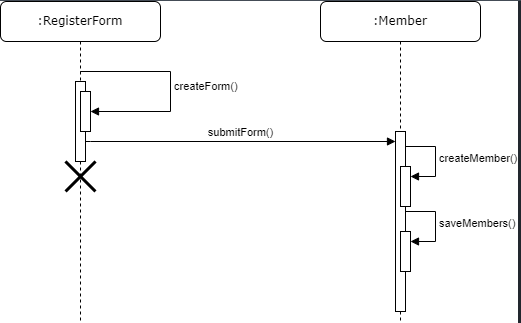 :RegisterForm
:Member
createForm()
submitForm()
createMember()
saveMembers()